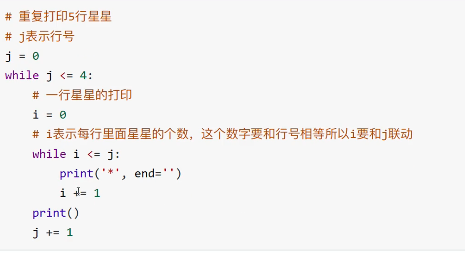 # 重复打印5行星星
# j表示行号
j = 0
while j <= 4:
    # 一行星星的打印
    i = 0
    # i表示每行里面星星的个数，这个数字要和行号相等所以i要和j联动
    while i <= j:
        print('*', end='')
        i += 1
    print()
    j += 1